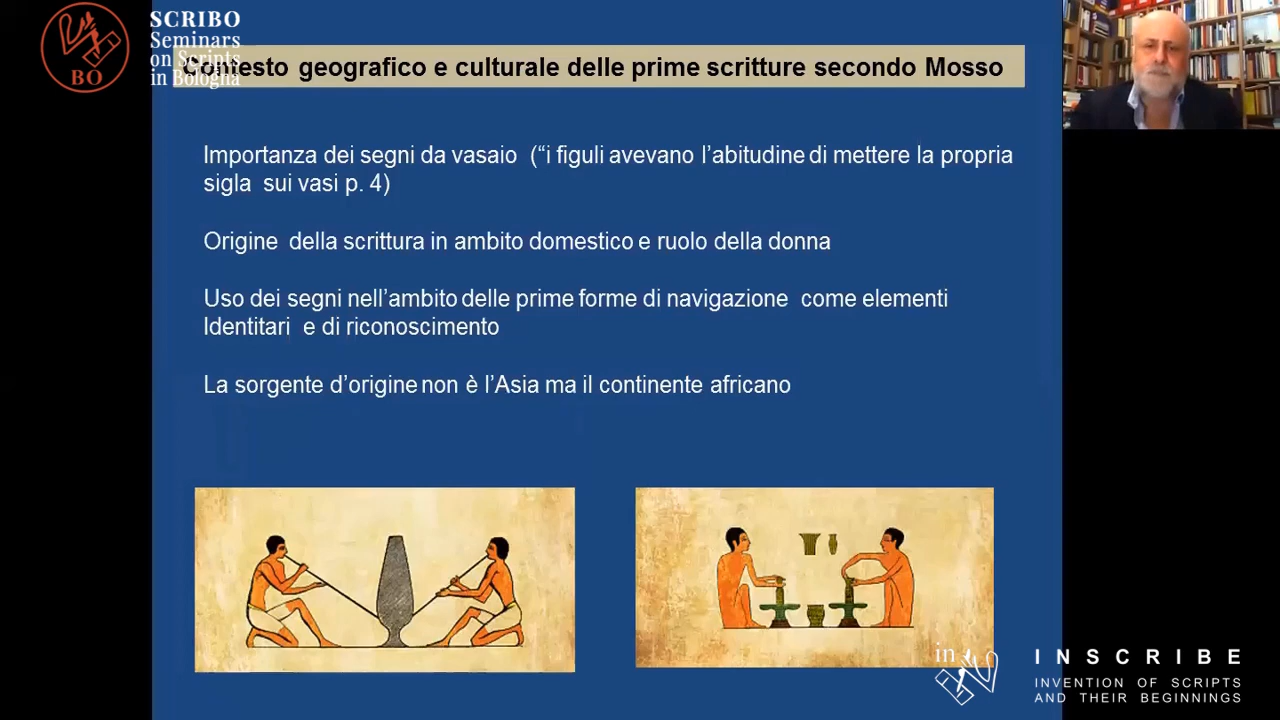 SCRIBO
Seminars
on Scripts
in Bologna
BO
Contesto geografico e culturale delle prime scritture secondo Mosso
Importanza dei segni da vasaio (“i figuli avevano l’abitudine di mettere la propria
sigla sui vasi p. 4)
Origine della scrittura in ambito domestico e ruolo della donna
Uso dei segni nell’ambito delle prime forme di navigazione come elementi
Identitari e di riconoscimento
La sorgente d’origine non è l’Asia ma il continente africano
in
INSCRIBE
INVENTION OF SCRIPTS
AND THEIR BEGINNINGS